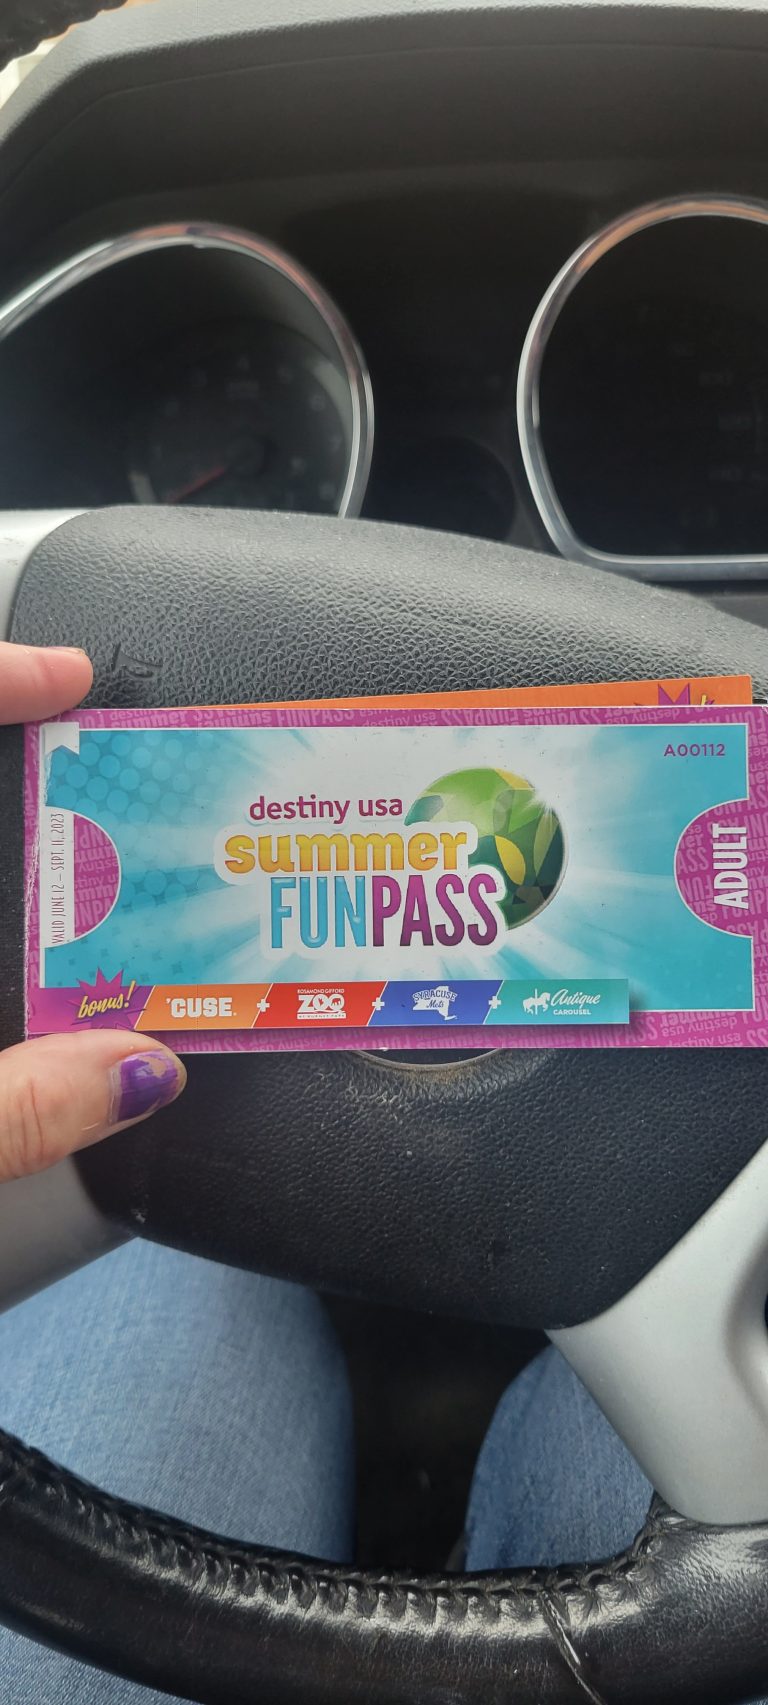 A00112
destiny usa
summer
FUNPASS
VALID JUNE 12 – SEPT. 11, 2023
ADULT
bonus!
'CUSE + ROSAMOND GIFFORD ZOO + SYRACUSE Mets + Antique CAROUSEL